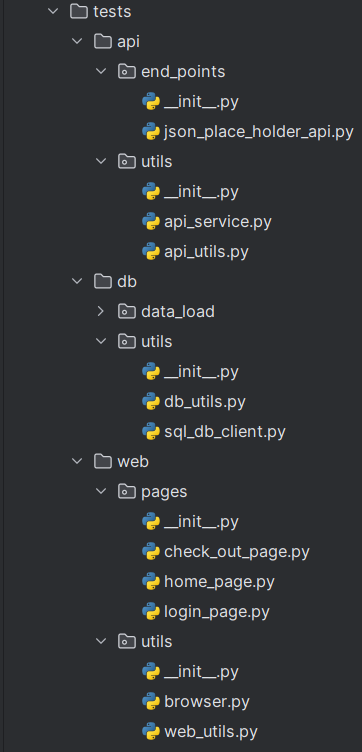 tests
api
end_points
__init__.py
json_place_holder_api.py
utils
__init__.py
api_service.py
api_utils.py
db
data_load
utils
__init__.py
db_utils.py
sql_db_client.py
web
pages
__init__.py
check_out_page.py
home_page.py
login_page.py
utils
__init__.py
browser.py
web_utils.py